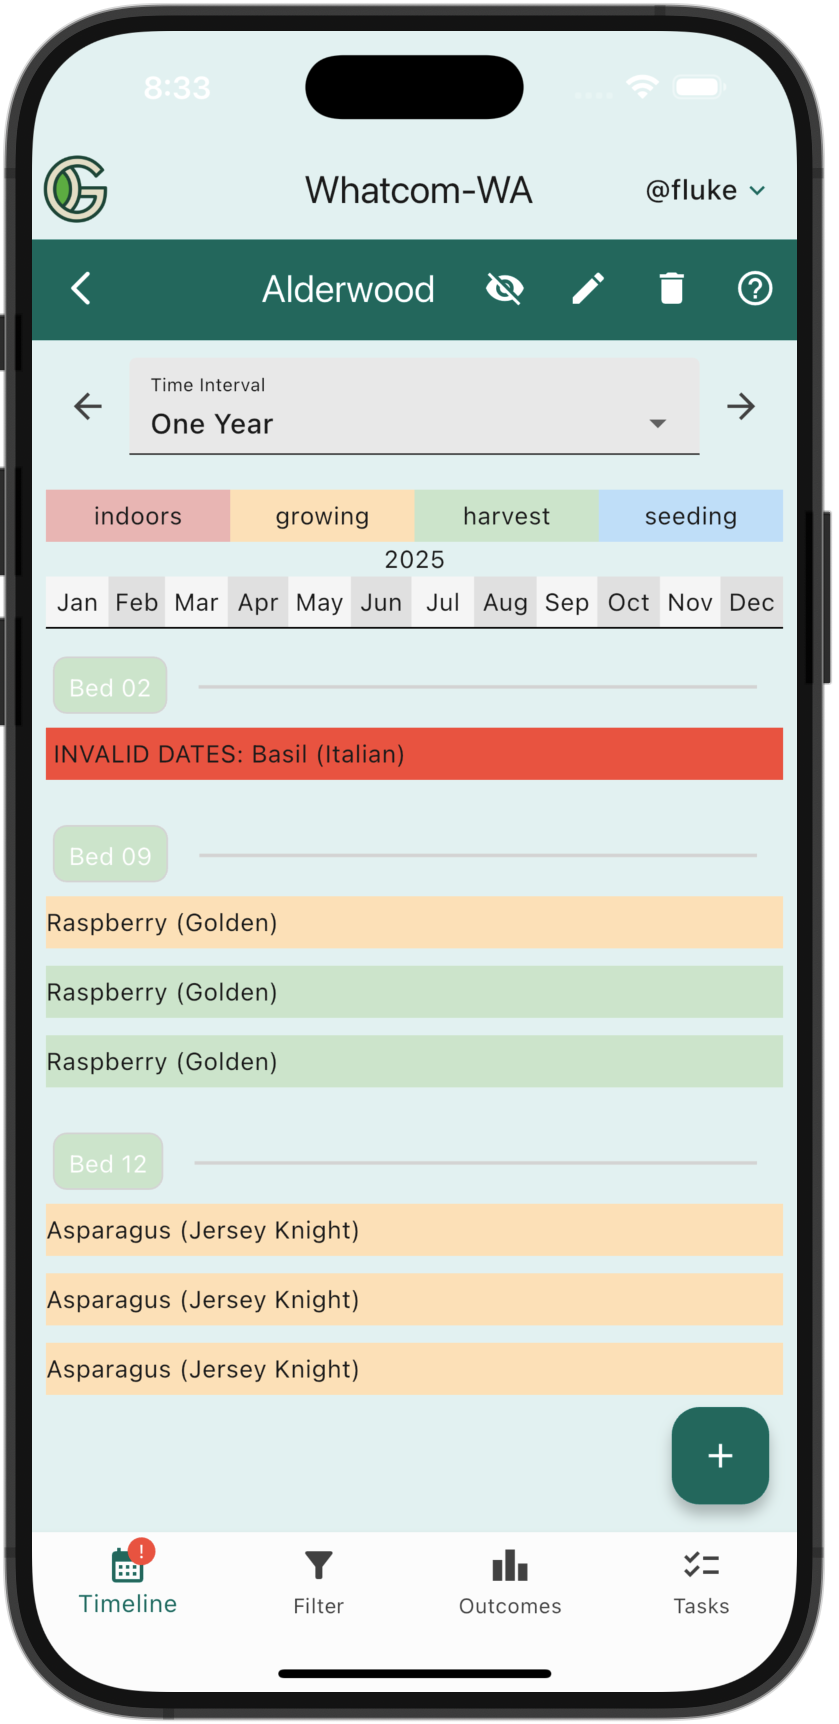 8:33
Whatcom-WA
@fluke
Alderwood
Time Interval
One Year
indoors growing harvest seeding
2025
Jan Feb Mar Apr May Jun Jul Aug Sep Oct Nov Dec
Bed 02
INVALID DATES: Basil (Italian)
Bed 09
Raspberry (Golden)
Raspberry (Golden)
Raspberry (Golden)
Bed 12
Asparagus (Jersey Knight)
Asparagus (Jersey Knight)
Asparagus (Jersey Knight)
+
!
Timeline Filter Outcomes Tasks